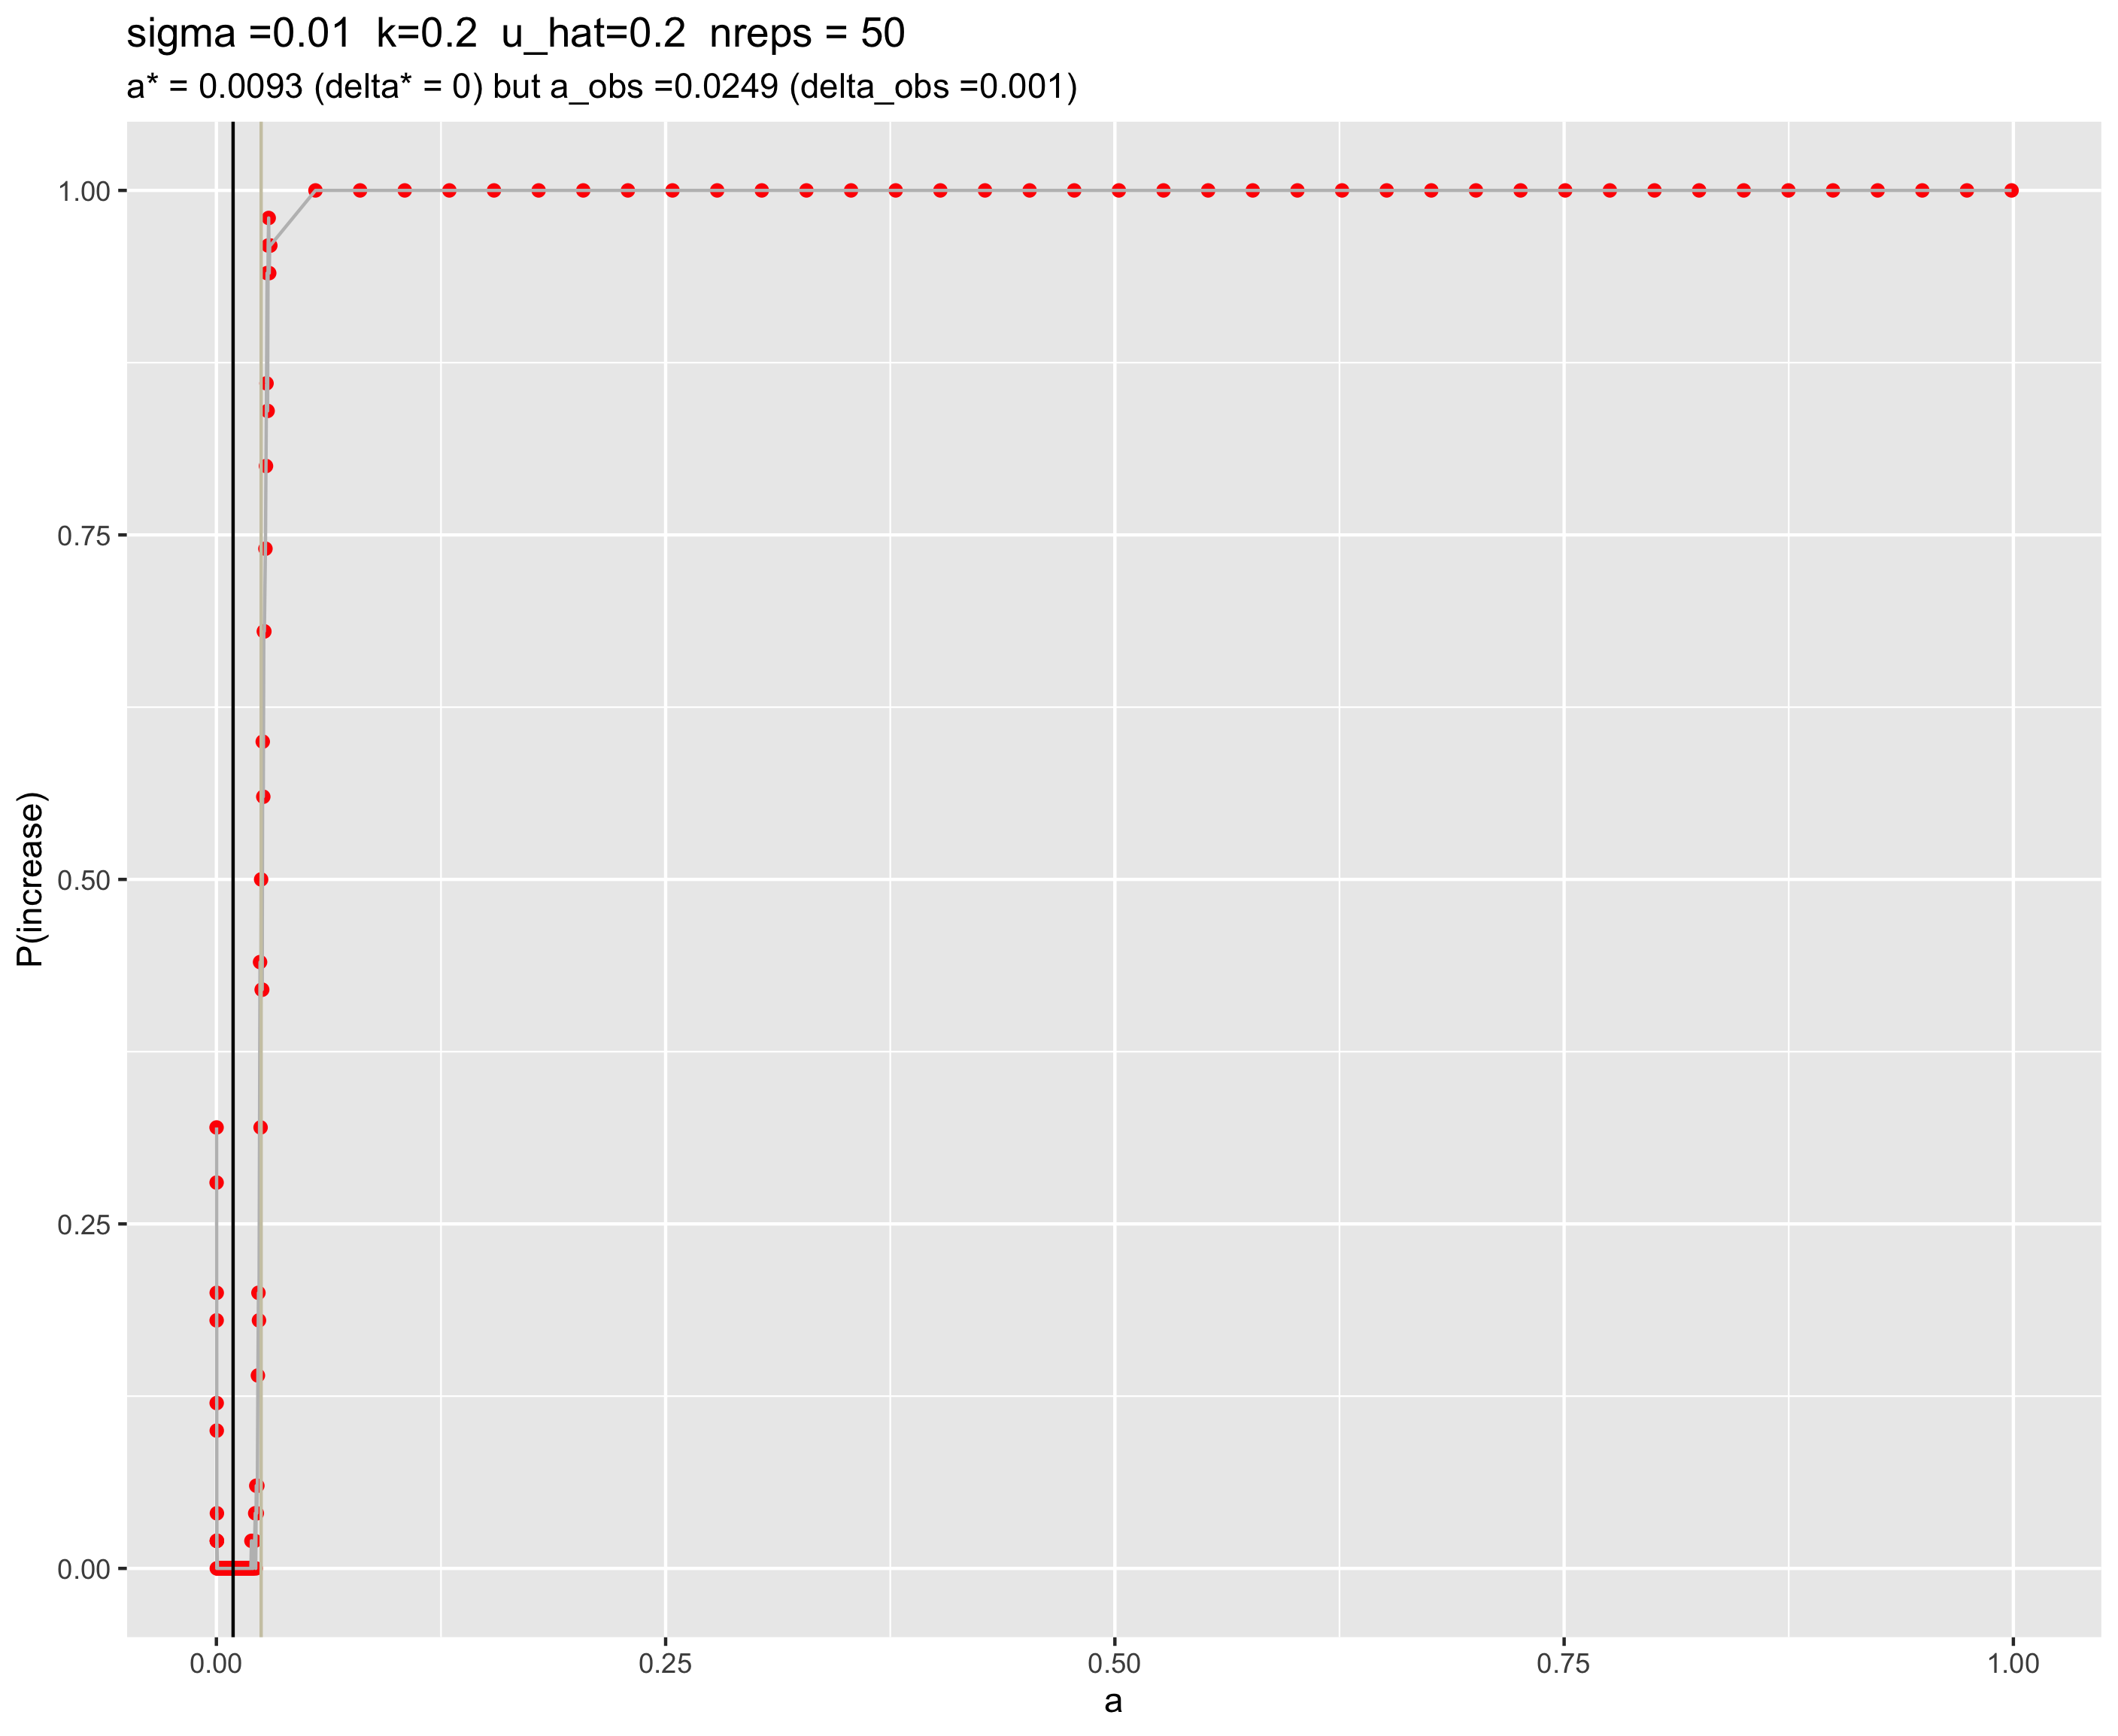 sigma =0.01  k=0.2  u_hat=0.2  nreps = 50
a* = 0.0093 (delta* = 0) but a_obs =0.0249 (delta_obs =0.001)
1.00
0.75
0.50
0.25
0.00
P(increase)
0.00
0.25
0.50
0.75
1.00
a